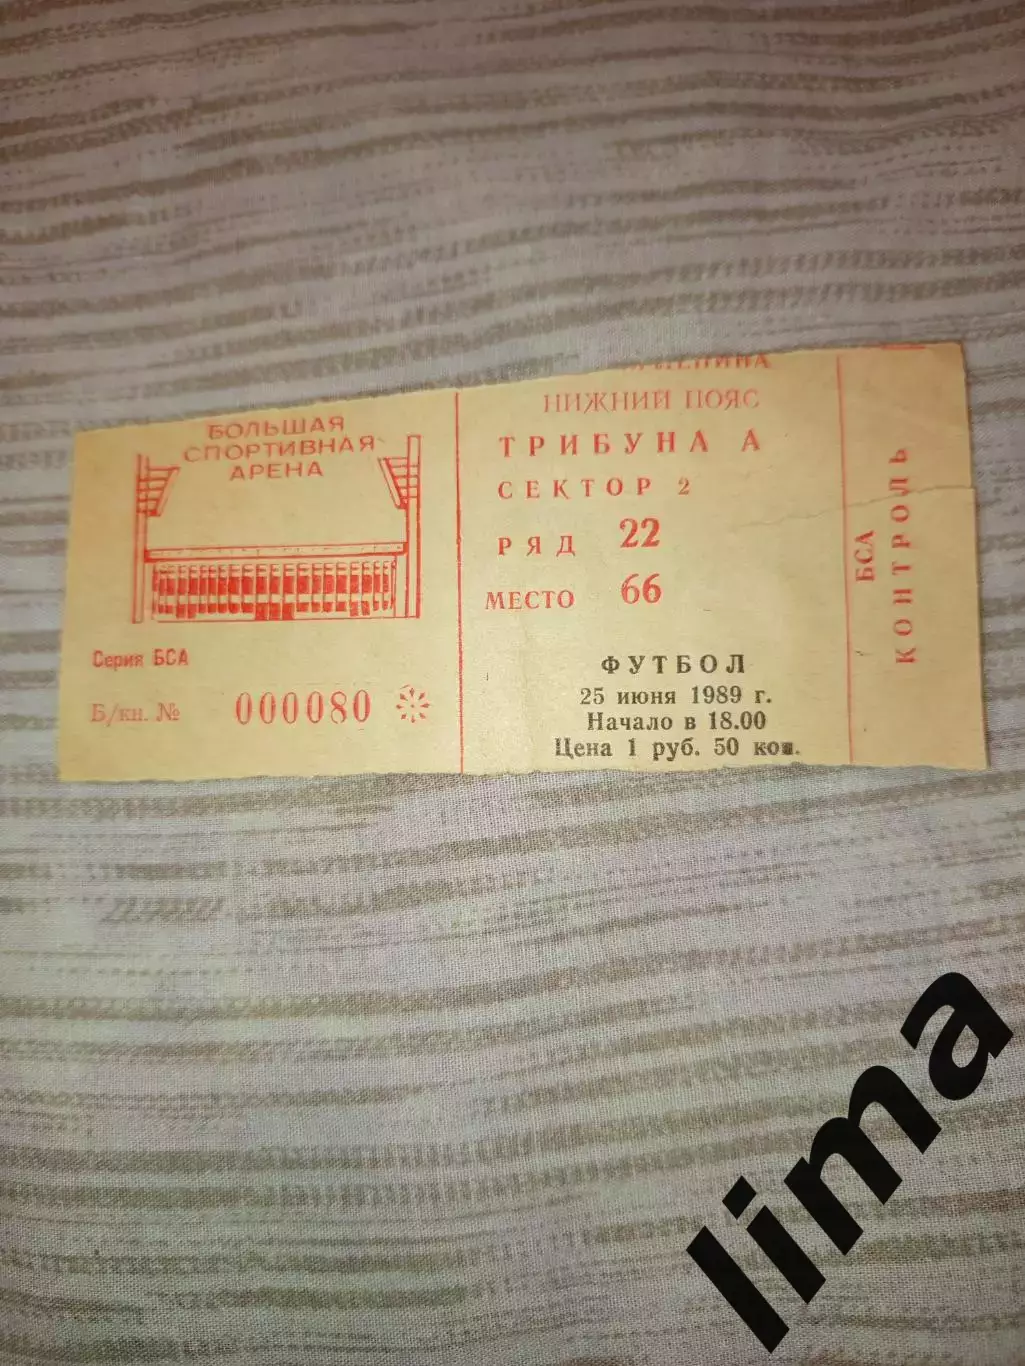 БОЛЬШАЯ
СПОРТИВНАЯ
АРЕНА
Серия БСА
Б/кн. № 000080
НИЖНИЙ ПОЯС
ТРИБУНА А
СЕКТОР 2
РЯД 22
МЕСТО 66
ФУТБОЛ
25 июня 1989 г.
Начало в 18.00
Цена 1 руб. 50 коп.
БСА
КОНТРОЛЬ
lima